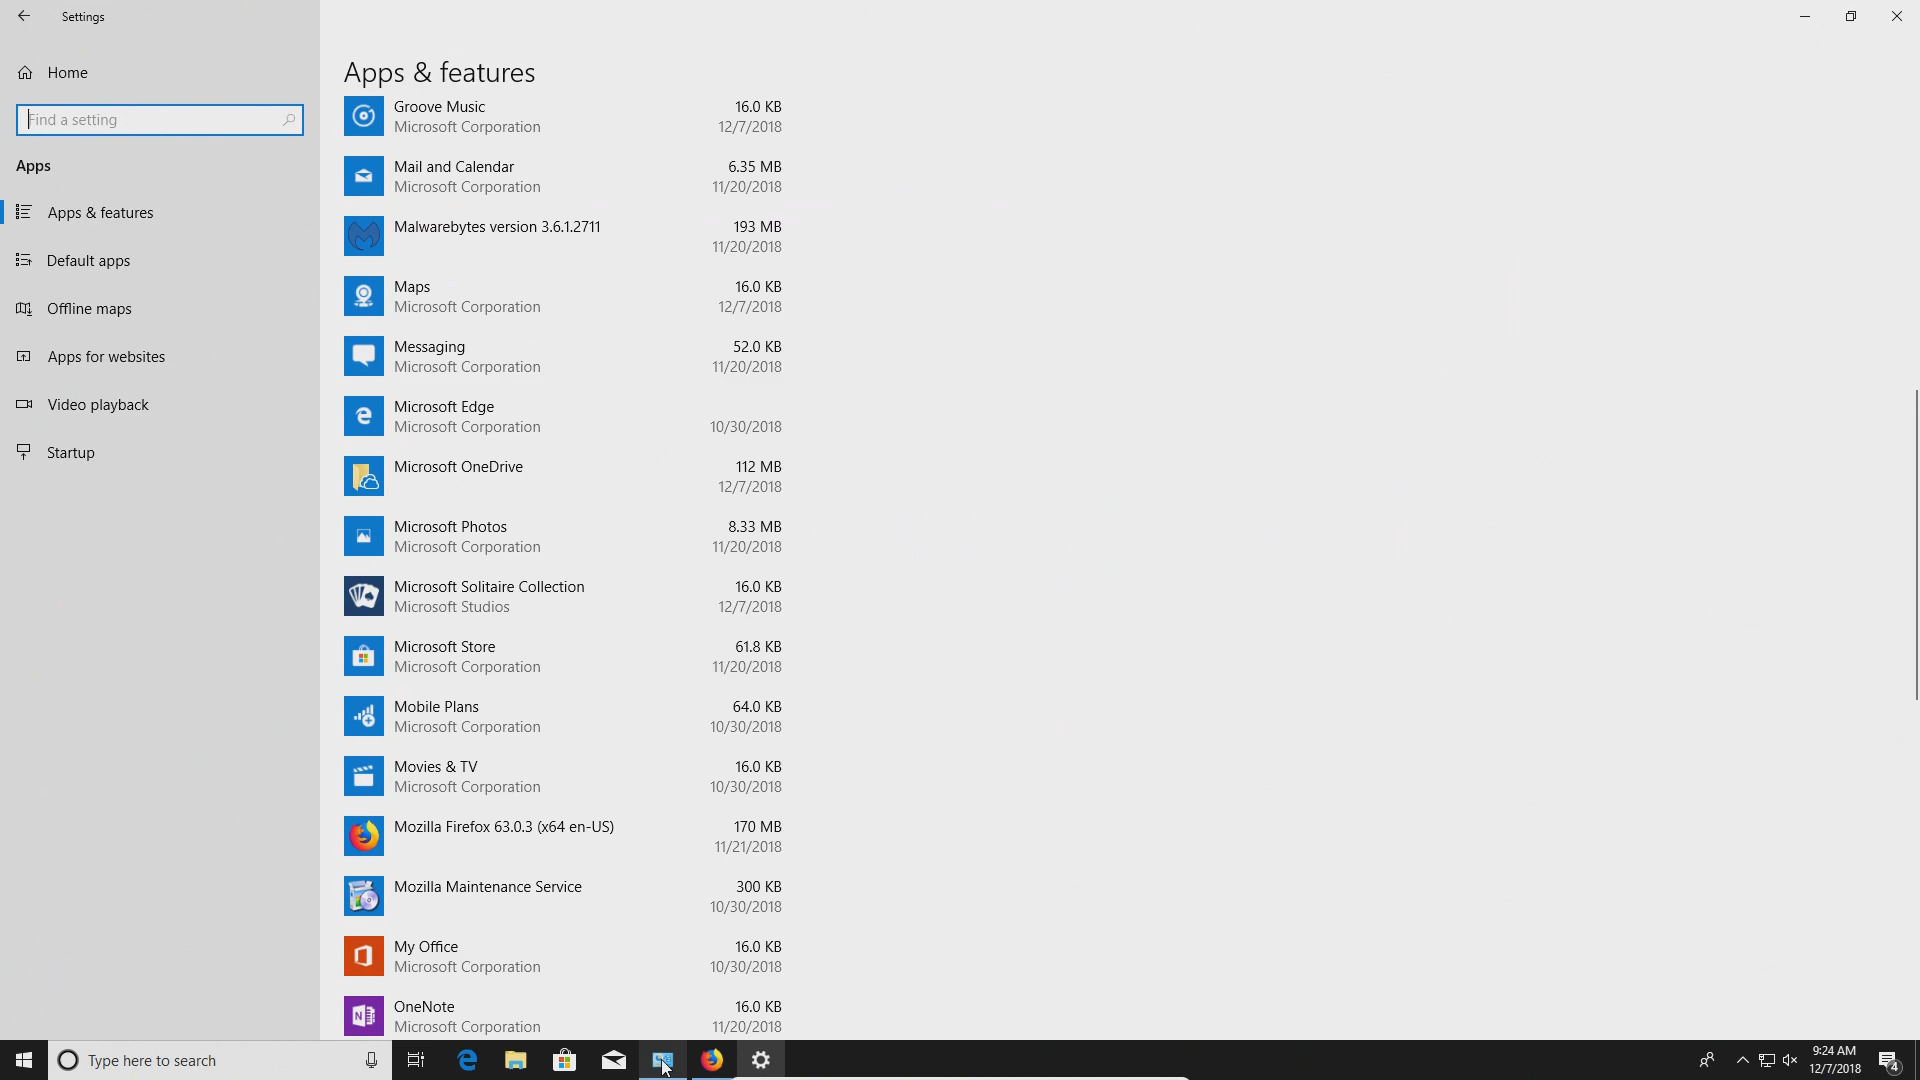 Settings
Home
Find a setting
Apps
Apps & features
Default apps
Offline maps
Apps for websites
Video playback
Startup
Apps & features
Groove Music 16.0 KB
Microsoft Corporation 12/7/2018
Mail and Calendar 6.35 MB
Microsoft Corporation 11/20/2018
Malwarebytes version 3.6.1.2711 193 MB
11/20/2018
Maps 16.0 KB
Microsoft Corporation 12/7/2018
Messaging 52.0 KB
Microsoft Corporation 11/20/2018
Microsoft Edge
Microsoft Corporation 10/30/2018
Microsoft OneDrive 112 MB
12/7/2018
Microsoft Photos 8.33 MB
Microsoft Corporation 11/20/2018
Microsoft Solitaire Collection 16.0 KB
Microsoft Studios 12/7/2018
Microsoft Store 61.8 KB
Microsoft Corporation 11/20/2018
Mobile Plans 64.0 KB
Microsoft Corporation 10/30/2018
Movies & TV 16.0 KB
Microsoft Corporation 10/30/2018
Mozilla Firefox 63.0.3 (x64 en-US) 170 MB
11/21/2018
Mozilla Maintenance Service 300 KB
10/30/2018
My Office 16.0 KB
Microsoft Corporation 10/30/2018
OneNote 16.0 KB
Microsoft Corporation 11/20/2018
Type here to search
9:24 AM
12/7/2018
4